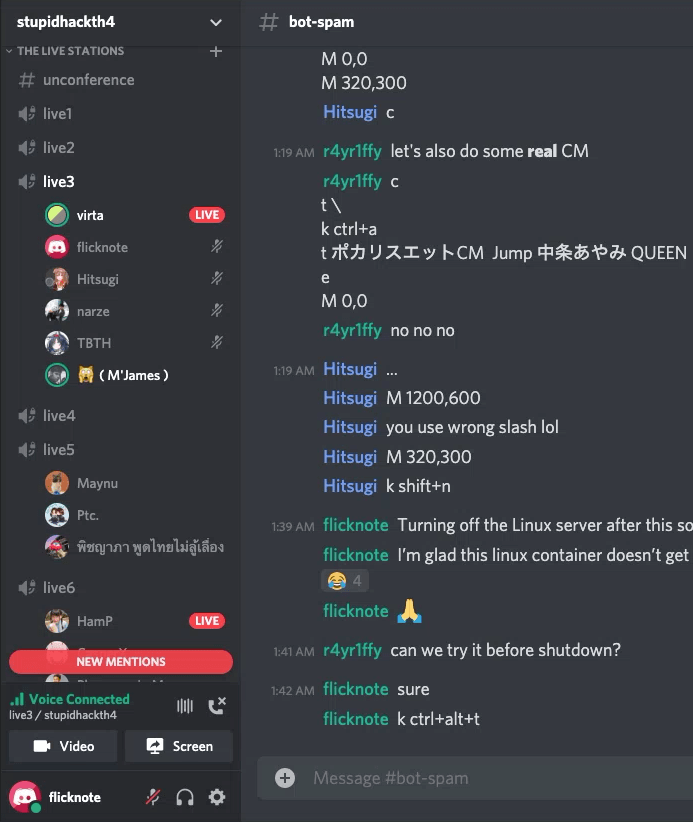 stupidhackth4
THE LIVE STATIONS
unconference
live1
live2
live3
virta LIVE
flicknote
Hitsugi
narze
TBTH
🙀 ( M'James )
live4
live5
Maynu
Ptc.
พิชญาภา พูดไทยไม่ลู้เลื่อง
live6
HamP LIVE
NEW MENTIONS
Voice Connected
live3 / stupidhackth4
Video
Screen
flicknote
# bot-spam
M 0,0
M 320,300
Hitsugi c
1:19 AM r4yr1ffy let's also do some real CM
r4yr1ffy c
t \
k ctrl+a
t ポカリスエットCM Jump 中条あやみ QUEEN
e
M 0,0
r4yr1ffy no no no
1:19 AM Hitsugi ...
Hitsugi M 1200,600
Hitsugi you use wrong slash lol
Hitsugi M 320,300
Hitsugi k shift+n
1:39 AM flicknote Turning off the Linux server after this so
flicknote I'm glad this linux container doesn't get
😂 4
flicknote 🙏
1:41 AM r4yr1ffy can we try it before shutdown?
1:42 AM flicknote sure
flicknote k ctrl+alt+t
Message #bot-spam